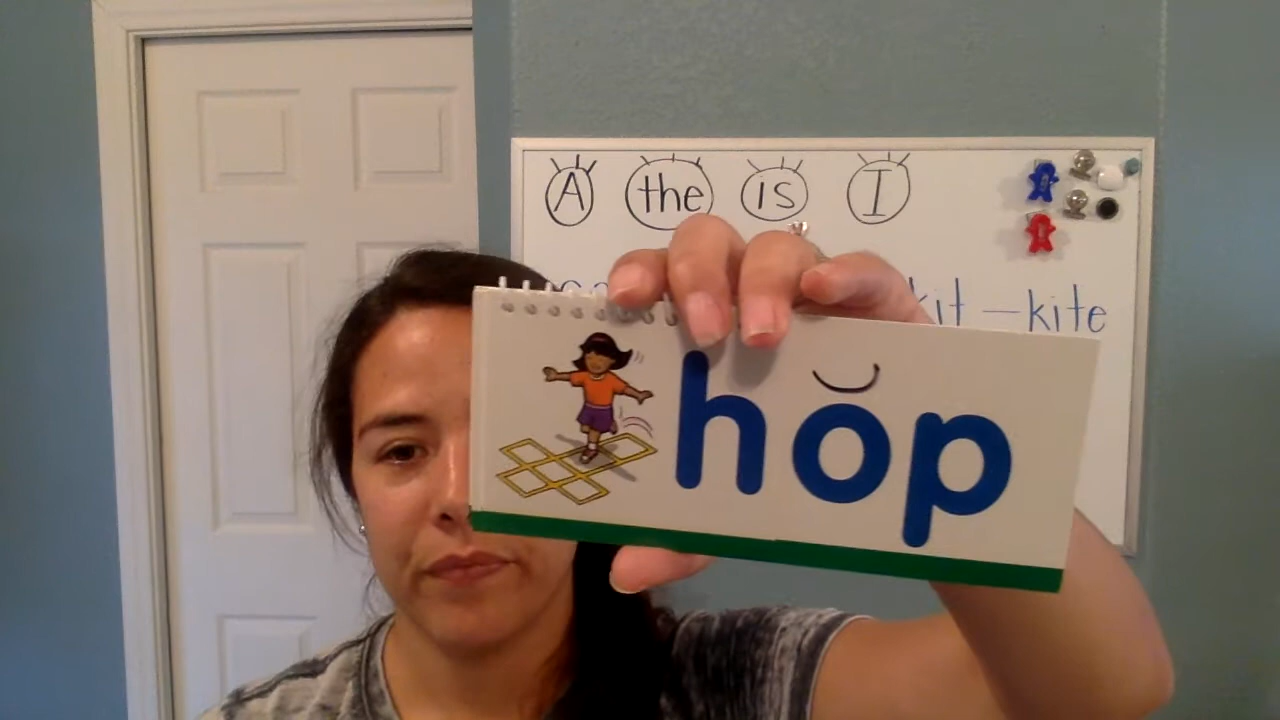 A the is I
kit — kite
hŏp